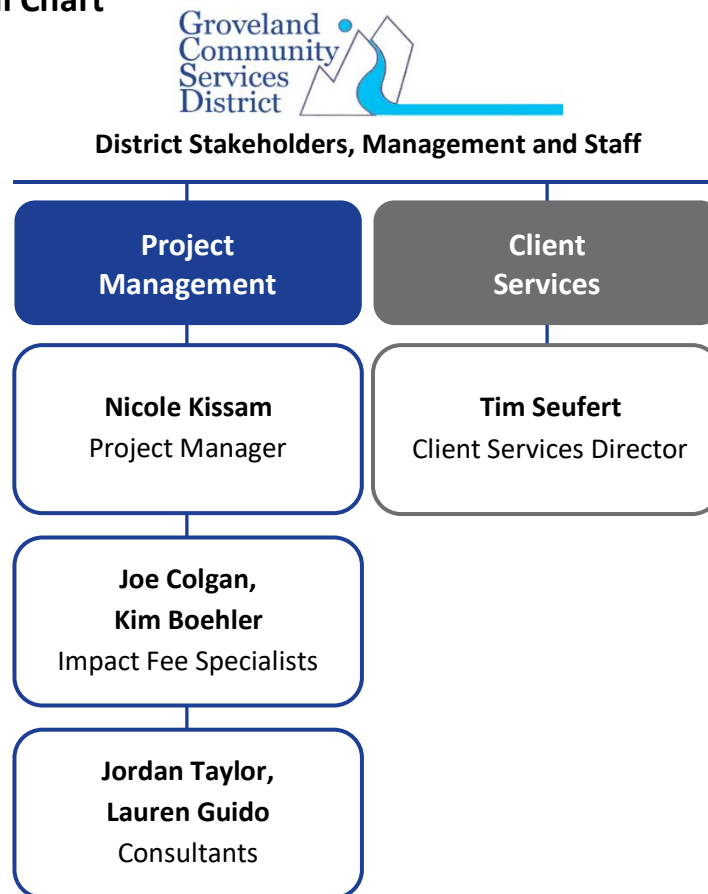 Chart
Groveland
Community
Services
District
District Stakeholders, Management and Staff
Project
Management
Client
Services
Nicole Kissam
Project Manager
Tim Seufert
Client Services Director
Joe Colgan,
Kim Boehler
Impact Fee Specialists
Jordan Taylor,
Lauren Guido
Consultants